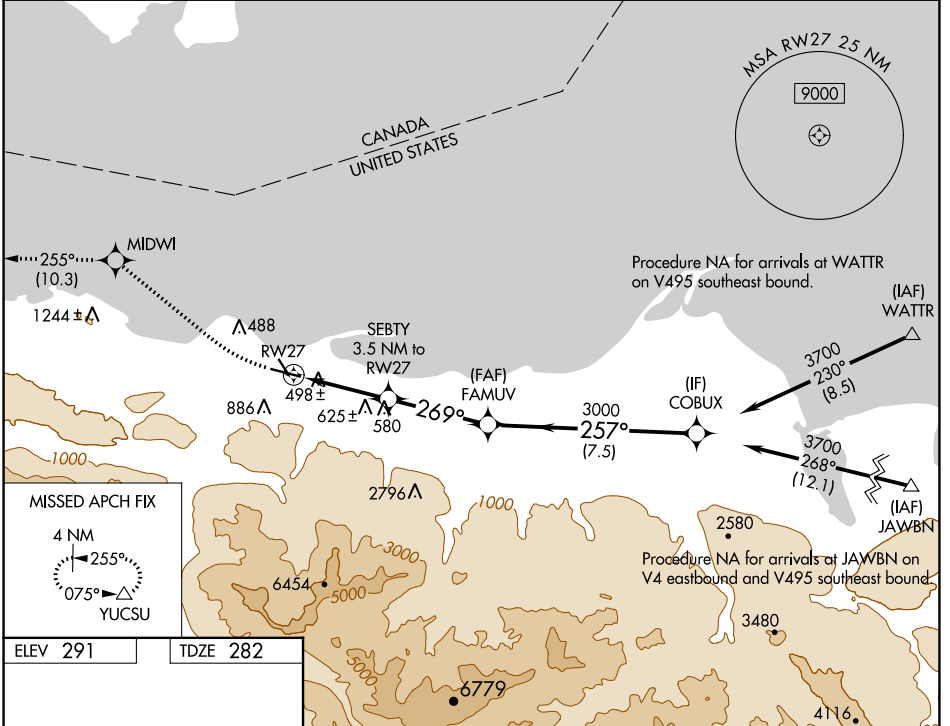 MSA RW27 25 NM
9000
CANADA
UNITED STATES
MIDWI
255°
(10.3)
1244±
488
RW27
498±
SEBTY
3.5 NM to
RW27
886
625±
580
269°
(FAF)
FAMUV
3000
257°
(7.5)
(IF)
COBUX
Procedure NA for arrivals at WATTR
on V495 southeast bound.
(IAF)
WATTR
3700
230°
(8.5)
3700
268°
(12.1)
(IAF)
JAWBN
Procedure NA for arrivals at JAWBN on
V4 eastbound and V495 southeast bound.
1000
2796
1000
3000
6454
5000
5000
6779
2580
3480
4116
MISSED APCH FIX
4 NM
255°
075°
YUCSU
ELEV 291
TDZE 282